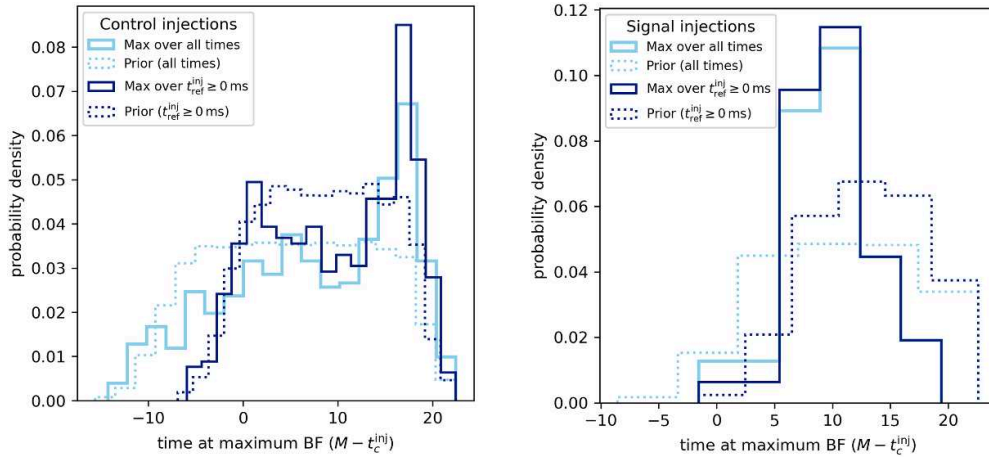 Control injections
Max over all times
Prior (all times)
Max over t_ref^inj ≥ 0 ms
Prior (t_ref^inj ≥ 0 ms)
probability density
0.08
0.07
0.06
0.05
0.04
0.03
0.02
0.01
0.00
−10
0
10
20
time at maximum BF (M − t_c^inj)
Signal injections
Max over all times
Prior (all times)
Max over t_ref^inj ≥ 0 ms
Prior (t_ref^inj ≥ 0 ms)
probability density
0.12
0.10
0.08
0.06
0.04
0.02
0.00
−10
−5
0
5
10
15
20
time at maximum BF (M − t_c^inj)